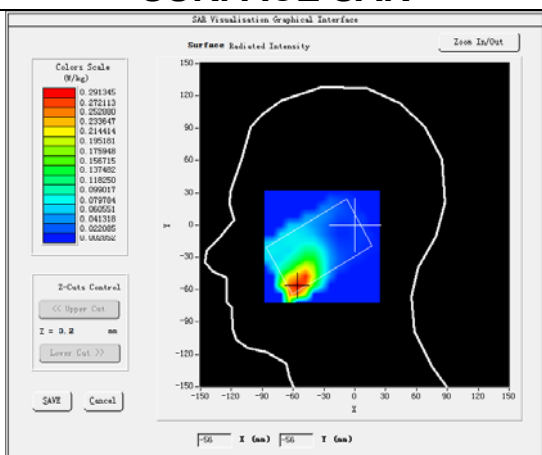 SAR Visualisation Graphical Interface
Surface Radiated Intensity
Zoom In/Out
Colors Scale
(W/kg)
0.291345
0.272113
0.252880
0.233647
0.214414
0.195181
0.175948
0.156715
0.137482
0.118250
0.099017
0.079784
0.060551
0.041318
0.022085
0.002852
Z-Cuts Control
<< Upper Cut
Z = 3.2 mm
Lower Cut >>
SAVE Cancel
150
120
90
60
30
0
-30
-60
-90
-120
-150
Y
-150 -120 -90 -60 -30 0 30 60 90 120 150
X
-56 X (mm) -56 Y (mm)